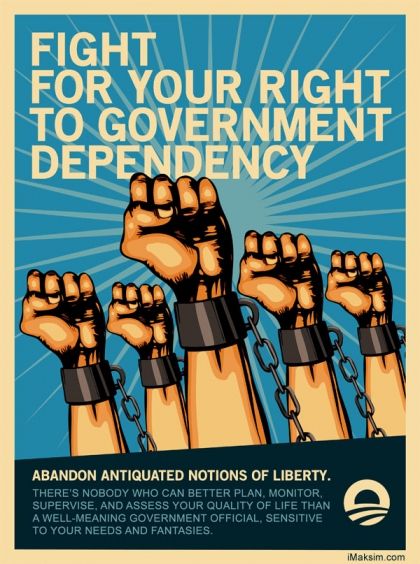 FIGHT
FOR YOUR RIGHT
TO GOVERNMENT
DEPENDENCY
ABANDON ANTIQUATED NOTIONS OF LIBERTY.
THERE'S NOBODY WHO CAN BETTER PLAN, MONITOR,
SUPERVISE, AND ASSESS YOUR QUALITY OF LIFE THAN
A WELL-MEANING GOVERNMENT OFFICIAL, SENSITIVE
TO YOUR NEEDS AND FANTASIES.
iMaksim.com